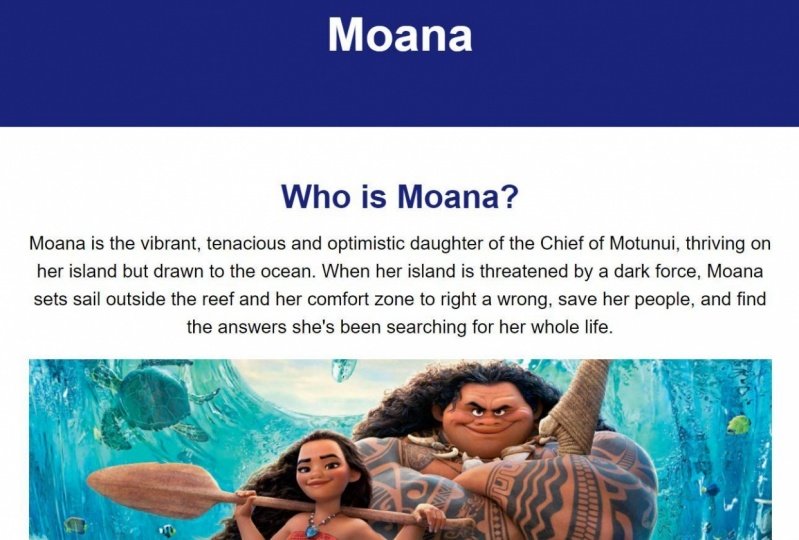 Moana
Who is Moana?
Moana is the vibrant, tenacious and optimistic daughter of the Chief of Motunui, thriving on
her island but drawn to the ocean. When her island is threatened by a dark force, Moana
sets sail outside the reef and her comfort zone to right a wrong, save her people, and find
the answers she's been searching for her whole life.